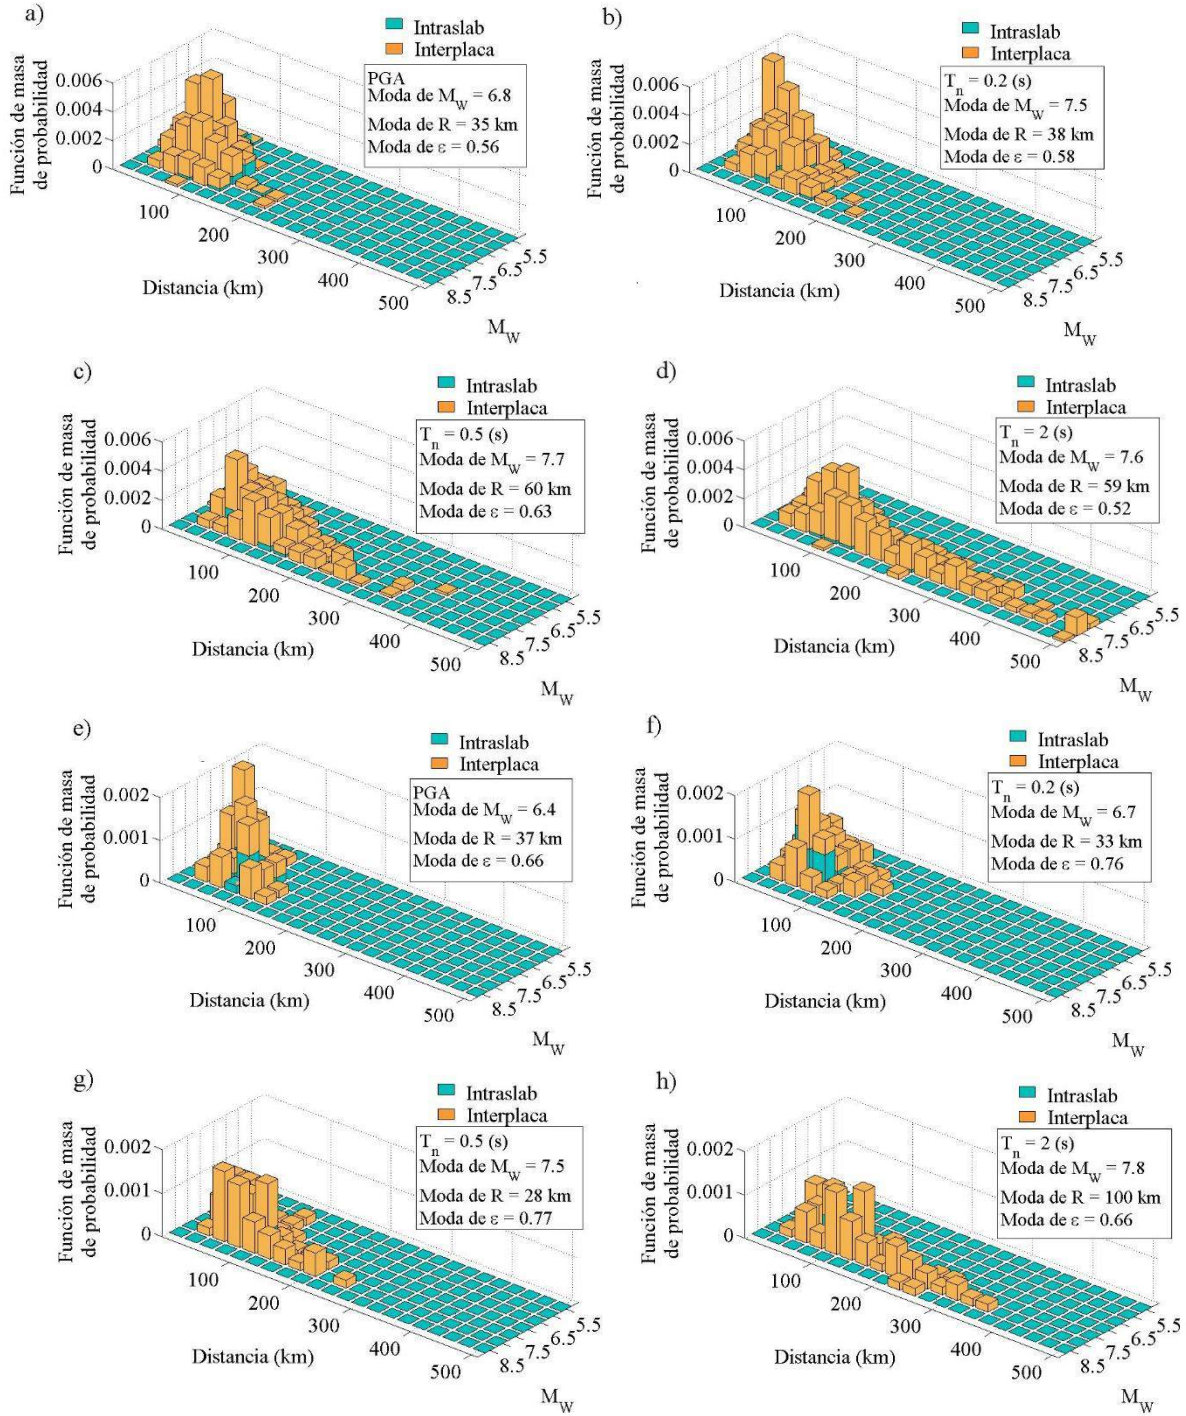 a)
Intraslab
Interplaca
Función de masa
de probabilidad
0.006
0.004
0.002
0
PGA
Moda de M_W = 6.8
Moda de R = 35 km
Moda de ε = 0.56
100
200
300
400
500
Distancia (km)
8.5
7.5
6.5
5.5
M_W
b)
Intraslab
Interplaca
Función de masa
de probabilidad
0.006
0.004
0.002
0
T_n = 0.2 (s)
Moda de M_W = 7.5
Moda de R = 38 km
Moda de ε = 0.58
100
200
300
400
500
Distancia (km)
8.5
7.5
6.5
5.5
M_W
c)
Intraslab
Interplaca
Función de masa
de probabilidad
0.006
0.004
0.002
0
T_n = 0.5 (s)
Moda de M_W = 7.7
Moda de R = 60 km
Moda de ε = 0.63
100
200
300
400
500
Distancia (km)
8.5
7.5
6.5
5.5
M_W
d)
Intraslab
Interplaca
Función de masa
de probabilidad
0.006
0.004
0.002
0
T_n = 2 (s)
Moda de M_W = 7.6
Moda de R = 59 km
Moda de ε = 0.52
100
200
300
400
500
Distancia (km)
8.5
7.5
6.5
5.5
M_W
e)
Intraslab
Interplaca
Función de masa
de probabilidad
0.002
0.001
0
PGA
Moda de M_W = 6.4
Moda de R = 37 km
Moda de ε = 0.66
100
200
300
400
500
Distancia (km)
8.5
7.5
6.5
5.5
M_W
f)
Intraslab
Interplaca
Función de masa
de probabilidad
0.002
0.001
0
T_n = 0.2 (s)
Moda de M_W = 6.7
Moda de R = 33 km
Moda de ε = 0.76
100
200
300
400
500
Distancia (km)
8.5
7.5
6.5
5.5
M_W
g)
Intraslab
Interplaca
Función de masa
de probabilidad
0.002
0.001
0
T_n = 0.5 (s)
Moda de M_W = 7.5
Moda de R = 28 km
Moda de ε = 0.77
100
200
300
400
500
Distancia (km)
8.5
7.5
6.5
5.5
M_W
h)
Intraslab
Interplaca
Función de masa
de probabilidad
0.002
0.001
0
T_n = 2 (s)
Moda de M_W = 7.8
Moda de R = 100 km
Moda de ε = 0.66
100
200
300
400
500
Distancia (km)
8.5
7.5
6.5
5.5
M_W